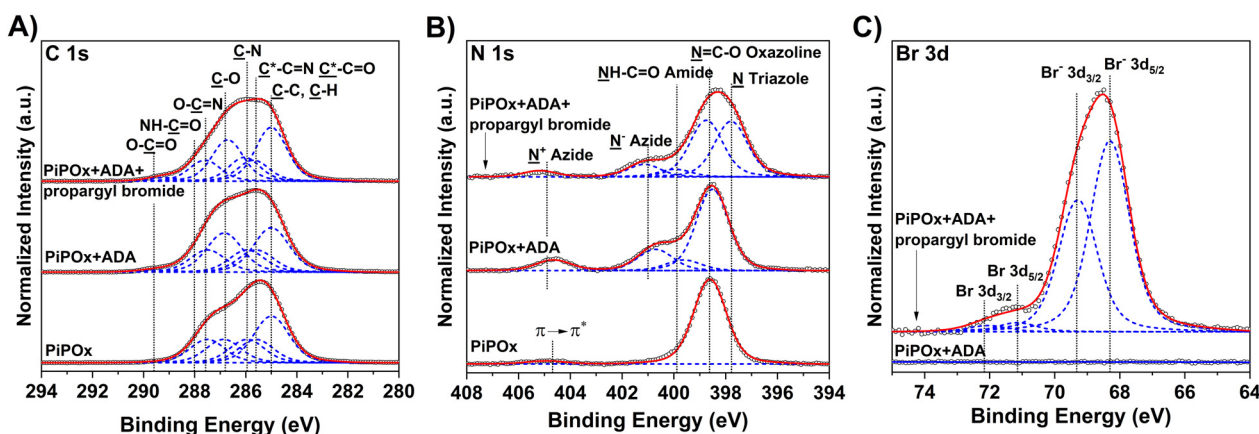 A)
C 1s
C-N
C*-C=N C*-C=O
C-O
C-C, C-H
O-C=N
NH-C=O
O-C=O
PiPOx+ADA+
propargyl bromide
PiPOx+ADA
PiPOx
Normalized Intensity (a.u.)
294 292 290 288 286 284 282 280
Binding Energy (eV)
B)
N 1s
N=C-O Oxazoline
NH-C=O Amide
N Triazole
PiPOx+ADA+
propargyl bromide
N⁻ Azide
N⁺ Azide
PiPOx+ADA
π→π*
PiPOx
Normalized Intensity (a.u.)
408 406 404 402 400 398 396 394
Binding Energy (eV)
C)
Br 3d
Br⁻ 3d5/2
Br⁻ 3d3/2
PiPOx+ADA+
propargyl bromide
Br 3d5/2
Br 3d3/2
PiPOx+ADA
Normalized Intensity (a.u.)
74 72 70 68 66 64
Binding Energy (eV)